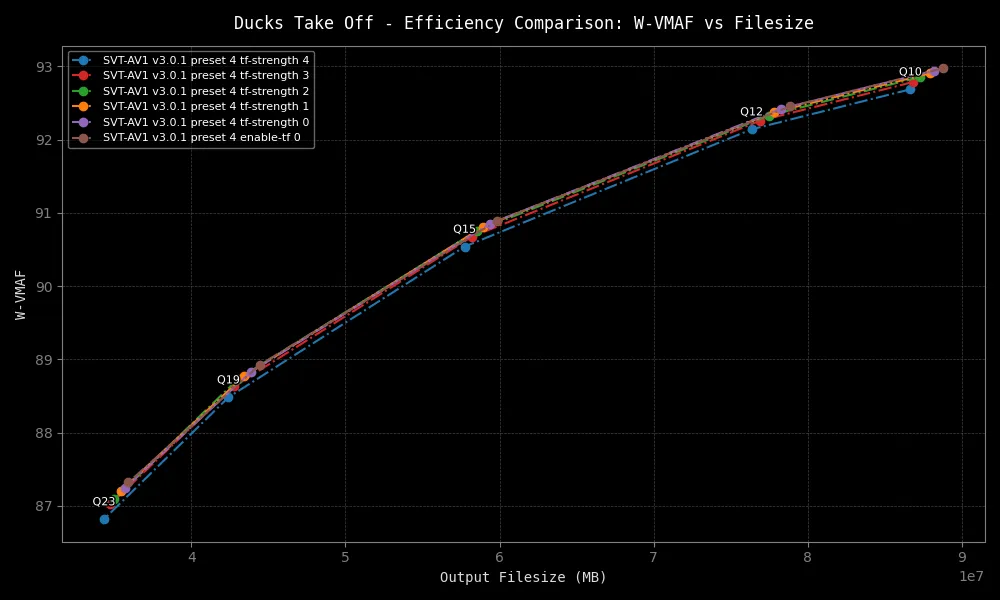 Ducks Take Off - Efficiency Comparison: W-VMAF vs Filesize
SVT-AV1 v3.0.1 preset 4 tf-strength 4
SVT-AV1 v3.0.1 preset 4 tf-strength 3
SVT-AV1 v3.0.1 preset 4 tf-strength 2
SVT-AV1 v3.0.1 preset 4 tf-strength 1
SVT-AV1 v3.0.1 preset 4 tf-strength 0
SVT-AV1 v3.0.1 preset 4 enable-tf 0
93
92
91
90
89
88
87
W-VMAF
Q10
Q12
Q15
Q19
Q23
4 5 6 7 8 9
1e7
Output Filesize (MB)